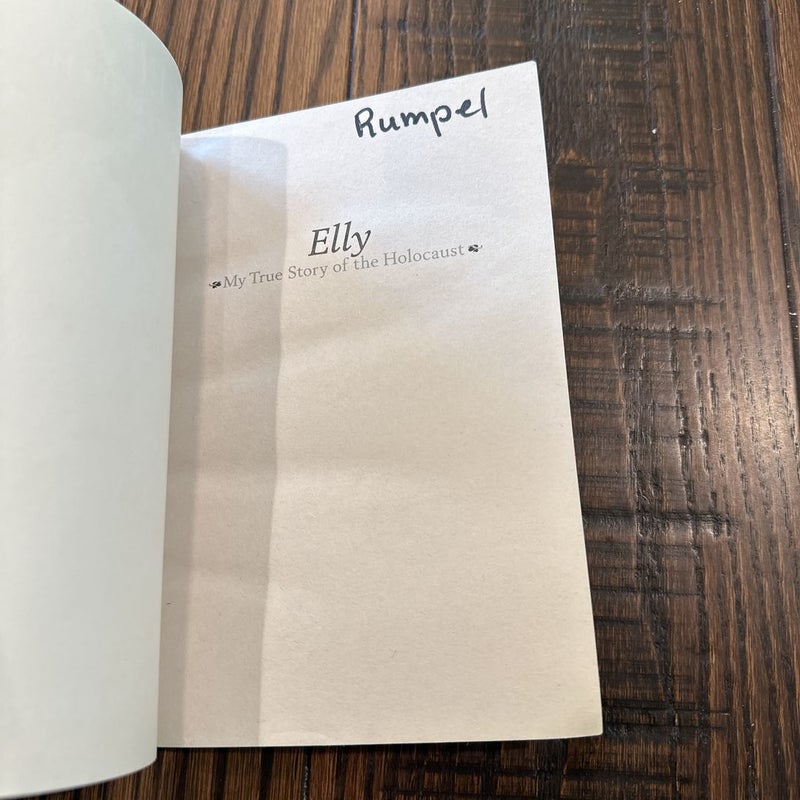 Rumpel
Elly
My True Story of the Holocaust